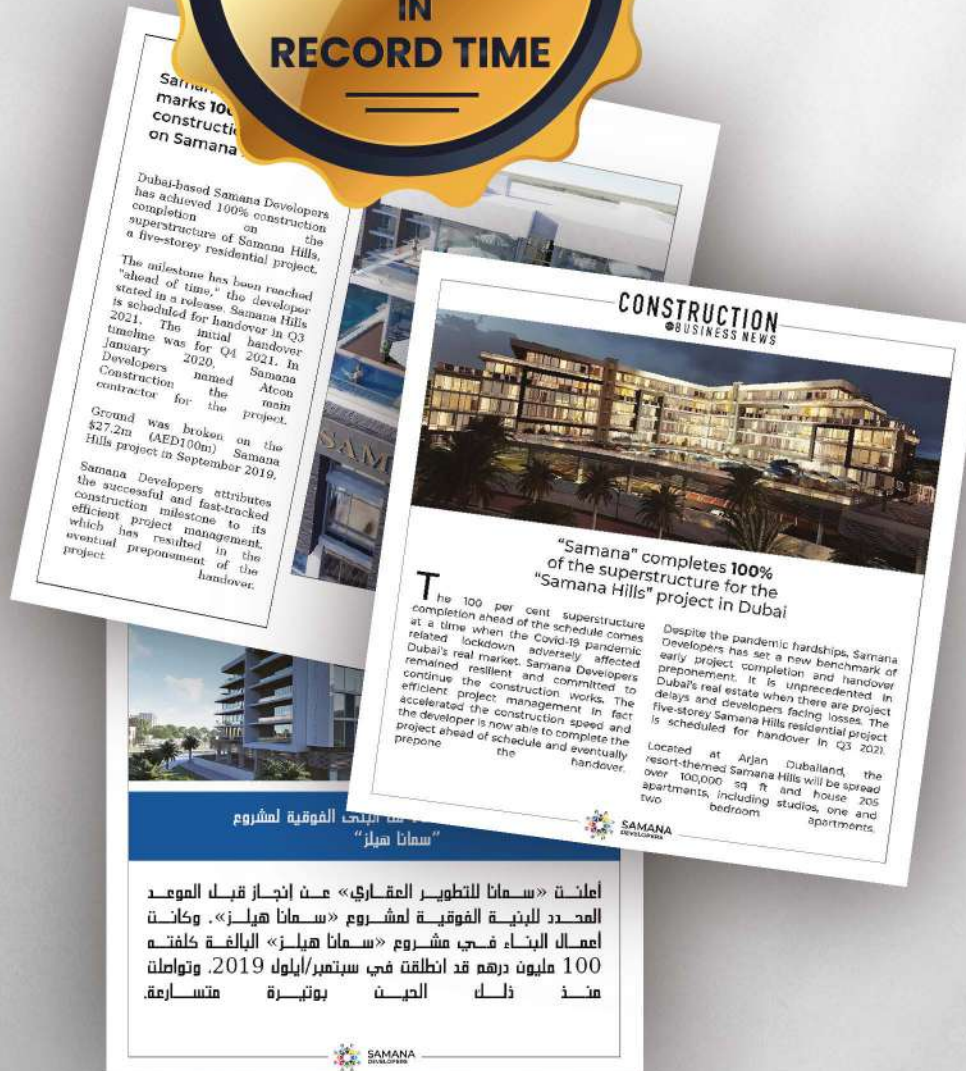 IN
RECORD TIME
marks
construction
on Samana
Dubai-based Samana Developers
has achieved 100% construction
completion on the
superstructure of Samana Hills,
a five-storey residential project.
The milestone has been reached
"ahead of time," the developer
stated in a release. Samana Hills
is scheduled for handover in Q3
2021. The initial handover
timeline was for Q4 2021. In
January 2020, Samana
Developers named Atcon
Construction the main
contractor for the project.
Ground was broken on the
$27.2m (AED100m) Samana
Hills project in September 2019.
Samana Developers attributes
the successful and fast-tracked
construction milestone to its
efficient project management,
which has resulted in the
eventual preponement of the
project handover.
SAM
CONSTRUCTION
BUSINESS NEWS
"Samana" completes 100%
of the superstructure for the
"Samana Hills" project in Dubai
The 100 per cent superstructure
completion ahead of the schedule comes
at a time when the Covid-19 pandemic
related lockdown adversely affected
Dubai's real market. Samana Developers
remained resilient and committed to
continue the construction works. The
efficient project management in fact
accelerated the construction speed and
the developer is now able to complete the
project ahead of schedule and eventually
prepone the handover.
Despite the pandemic hardships, Samana
Developers has set a new benchmark of
early project completion and handover
preponement. It is unprecedented in
Dubai's real estate when there are project
delays and developers facing losses. The
five-storey Samana Hills residential project
is scheduled for handover in Q3 2021.
Located at Arjan Dubailand, the
resort-themed Samana Hills will be spread
over 100,000 sq ft and house 205
apartments, including studios, one and
two bedroom apartments.
SAMANA
DEVELOPERS
البنى الفوقية لمشروع
“سمانا هيلز”
أعلنت «سمانا للتطوير العقاري» عن إنجاز قبل الموعد
المحدد للبنية الفوقية لمشروع «سمانا هيلز». وكانت
أعمال البناء في مشروع «سمانا هيلز» البالغة كلفته
100 مليون درهم قد انطلقت في سبتمبر/أيلول 2019. وتواصلت
منذ ذلك الحين بوتيرة متسارعة.
SAMANA
DEVELOPERS